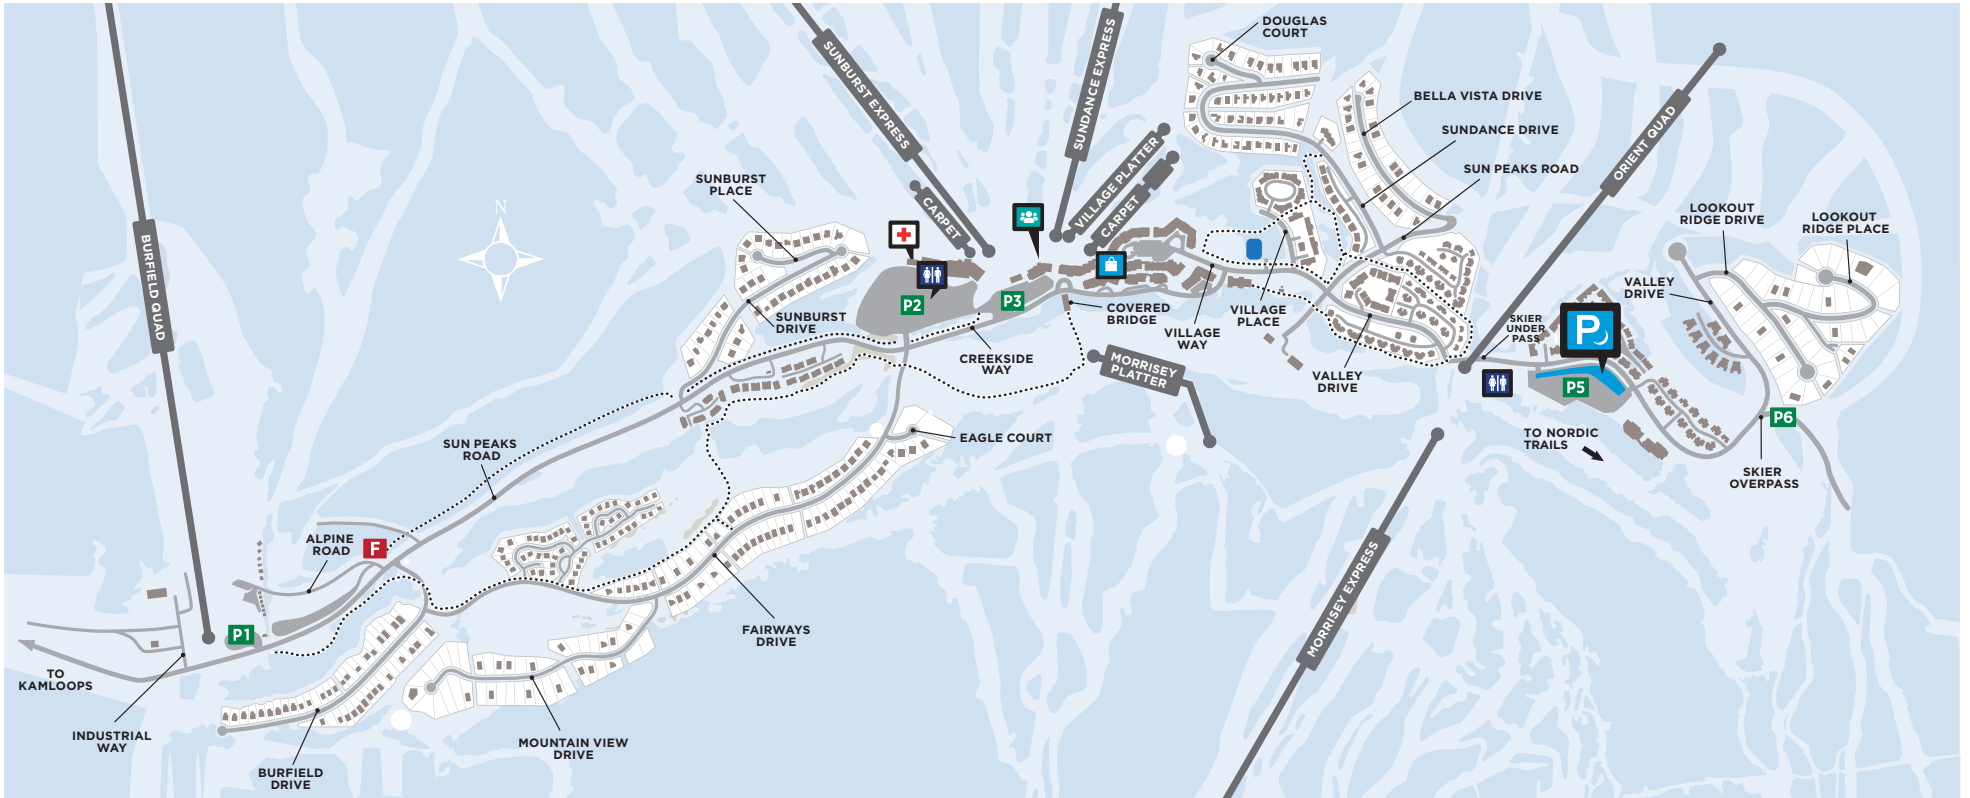 DOUGLAS
COURT
BELLA VISTA DRIVE
SUNDANCE DRIVE
SUN PEAKS ROAD
ORIENT QUAD
SUNDANCE EXPRESS
SUNBURST EXPRESS
VILLAGE PLATTER
CARPET
CARPET
SUNBURST
PLACE
N
LOOKOUT
RIDGE DRIVE
LOOKOUT
RIDGE PLACE
BURFIELD QUAD
VALLEY
DRIVE
P2
P3
SUNBURST
DRIVE
COVERED
BRIDGE
VILLAGE
PLACE
VILLAGE
WAY
SKIER
UNDER
PASS
P
CREEKSIDE
WAY
MORRISEY
PLATTER
VALLEY
DRIVE
P5
P6
EAGLE COURT
TO NORDIC
TRAILS
SUN PEAKS
ROAD
SKIER
OVERPASS
ALPINE
ROAD
F
MORRISEY EXPRESS
P1
FAIRWAYS
DRIVE
TO
KAMLOOPS
INDUSTRIAL
WAY
MOUNTAIN VIEW
DRIVE
BURFIELD
DRIVE